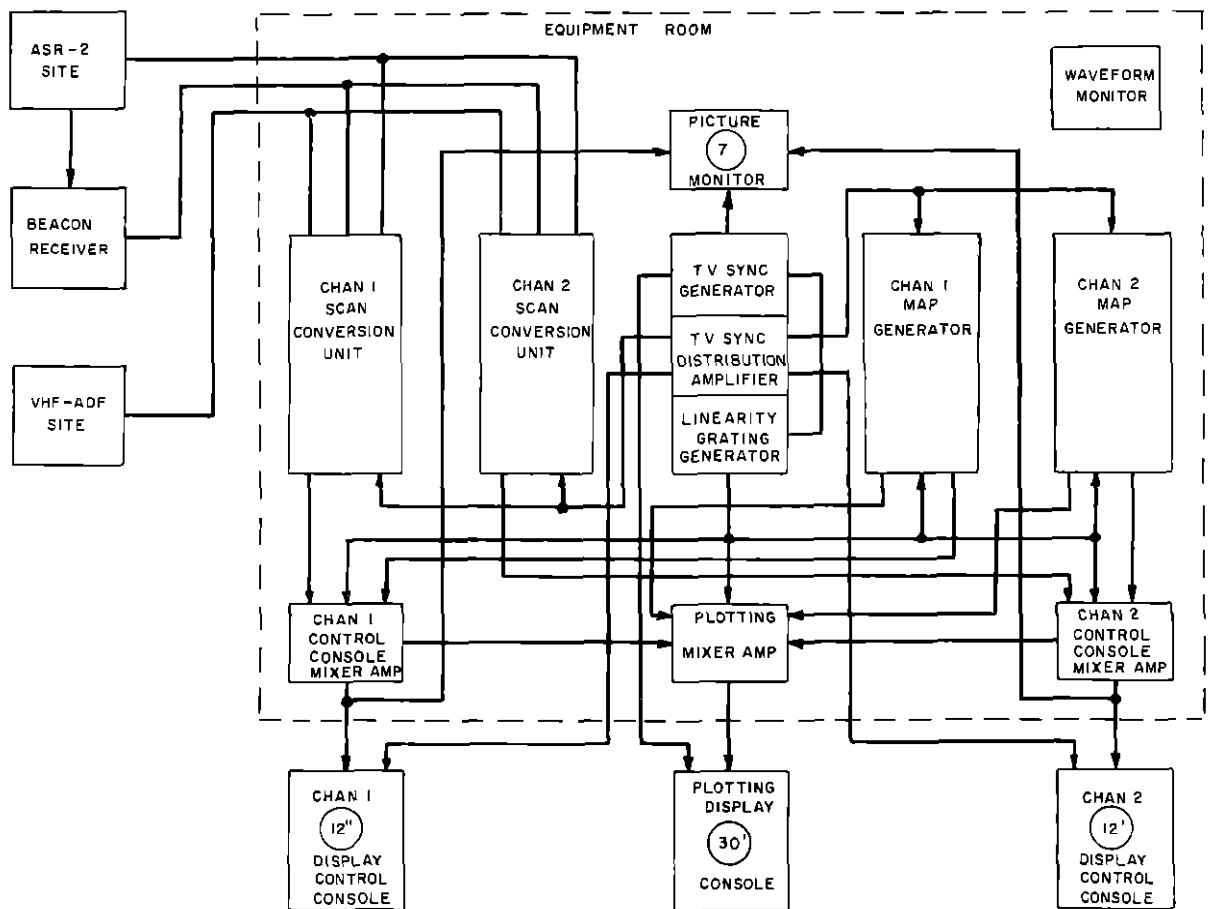 EQUIPMENT ROOM
ASR-2
SITE
WAVEFORM
MONITOR
PICTURE
7
MONITOR
BEACON
RECEIVER
CHAN 1
SCAN
CONVERSION
UNIT
CHAN 2
SCAN
CONVERSION
UNIT
TV SYNC
GENERATOR
TV SYNC
DISTRIBUTION
AMPLIFIER
LINEARITY
GRATING
GENERATOR
CHAN 1
MAP
GENERATOR
CHAN 2
MAP
GENERATOR
VHF-ADF
SITE
CHAN 1
CONTROL
CONSOLE
MIXER AMP
PLOTTING
MIXER AMP
CHAN 2
CONTROL
CONSOLE
MIXER AMP
CHAN 1
12"
DISPLAY
CONTROL
CONSOLE
PLOTTING
DISPLAY
30'
CONSOLE
CHAN 2
12'
DISPLAY
CONTROL
CONSOLE